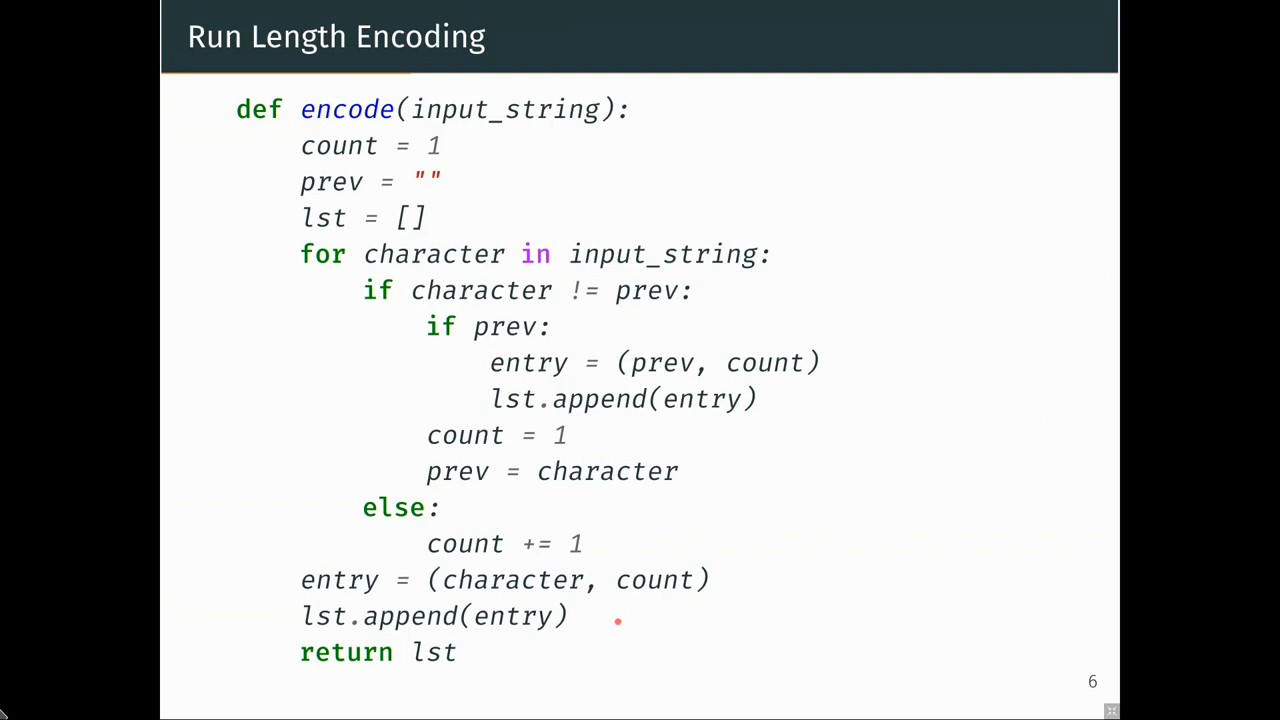 Run Length Encoding
def encode(input_string):
    count = 1
    prev = ""
    lst = []
    for character in input_string:
        if character != prev:
            if prev:
                entry = (prev, count)
                lst.append(entry)
            count = 1
            prev = character
        else:
            count += 1
    entry = (character, count)
    lst.append(entry)
    return lst
6